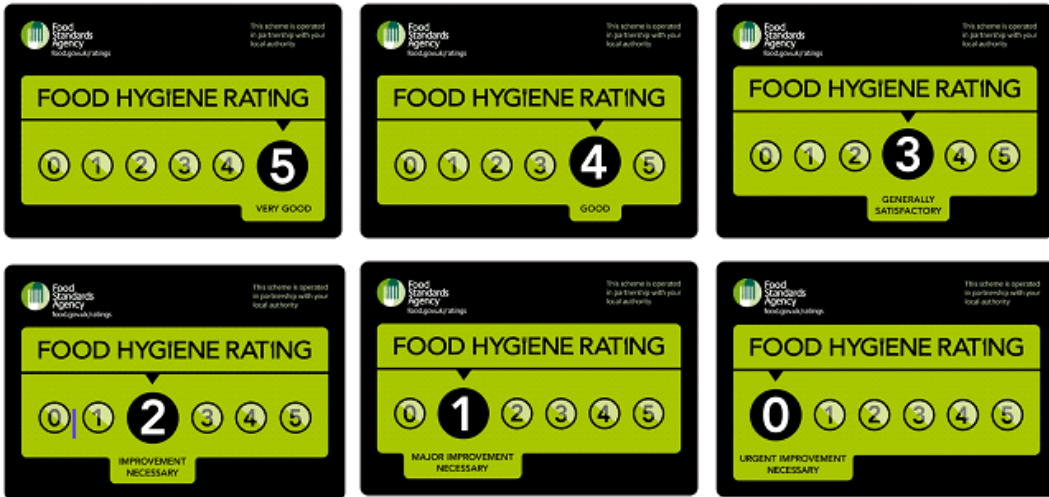 Food
Standards
Agency
food.gov.uk/ratings
This scheme is operated
in partnership with your
local authority
FOOD HYGIENE RATING
0 1 2 3 4 5
VERY GOOD
Food
Standards
Agency
food.gov.uk/ratings
This scheme is operated
in partnership with your
local authority
FOOD HYGIENE RATING
0 1 2 3 4 5
GOOD
Food
Standards
Agency
food.gov.uk/ratings
This scheme is operated
in partnership with your
local authority
FOOD HYGIENE RATING
0 1 2 3 4 5
GENERALLY
SATISFACTORY
Food
Standards
Agency
food.gov.uk/ratings
This scheme is operated
in partnership with your
local authority
FOOD HYGIENE RATING
0 1 2 3 4 5
IMPROVEMENT
NECESSARY
Food
Standards
Agency
food.gov.uk/ratings
This scheme is operated
in partnership with your
local authority
FOOD HYGIENE RATING
0 1 2 3 4 5
MAJOR IMPROVEMENT
NECESSARY
Food
Standards
Agency
food.gov.uk/ratings
This scheme is operated
in partnership with your
local authority
FOOD HYGIENE RATING
0 1 2 3 4 5
URGENT IMPROVEMENT
NECESSARY